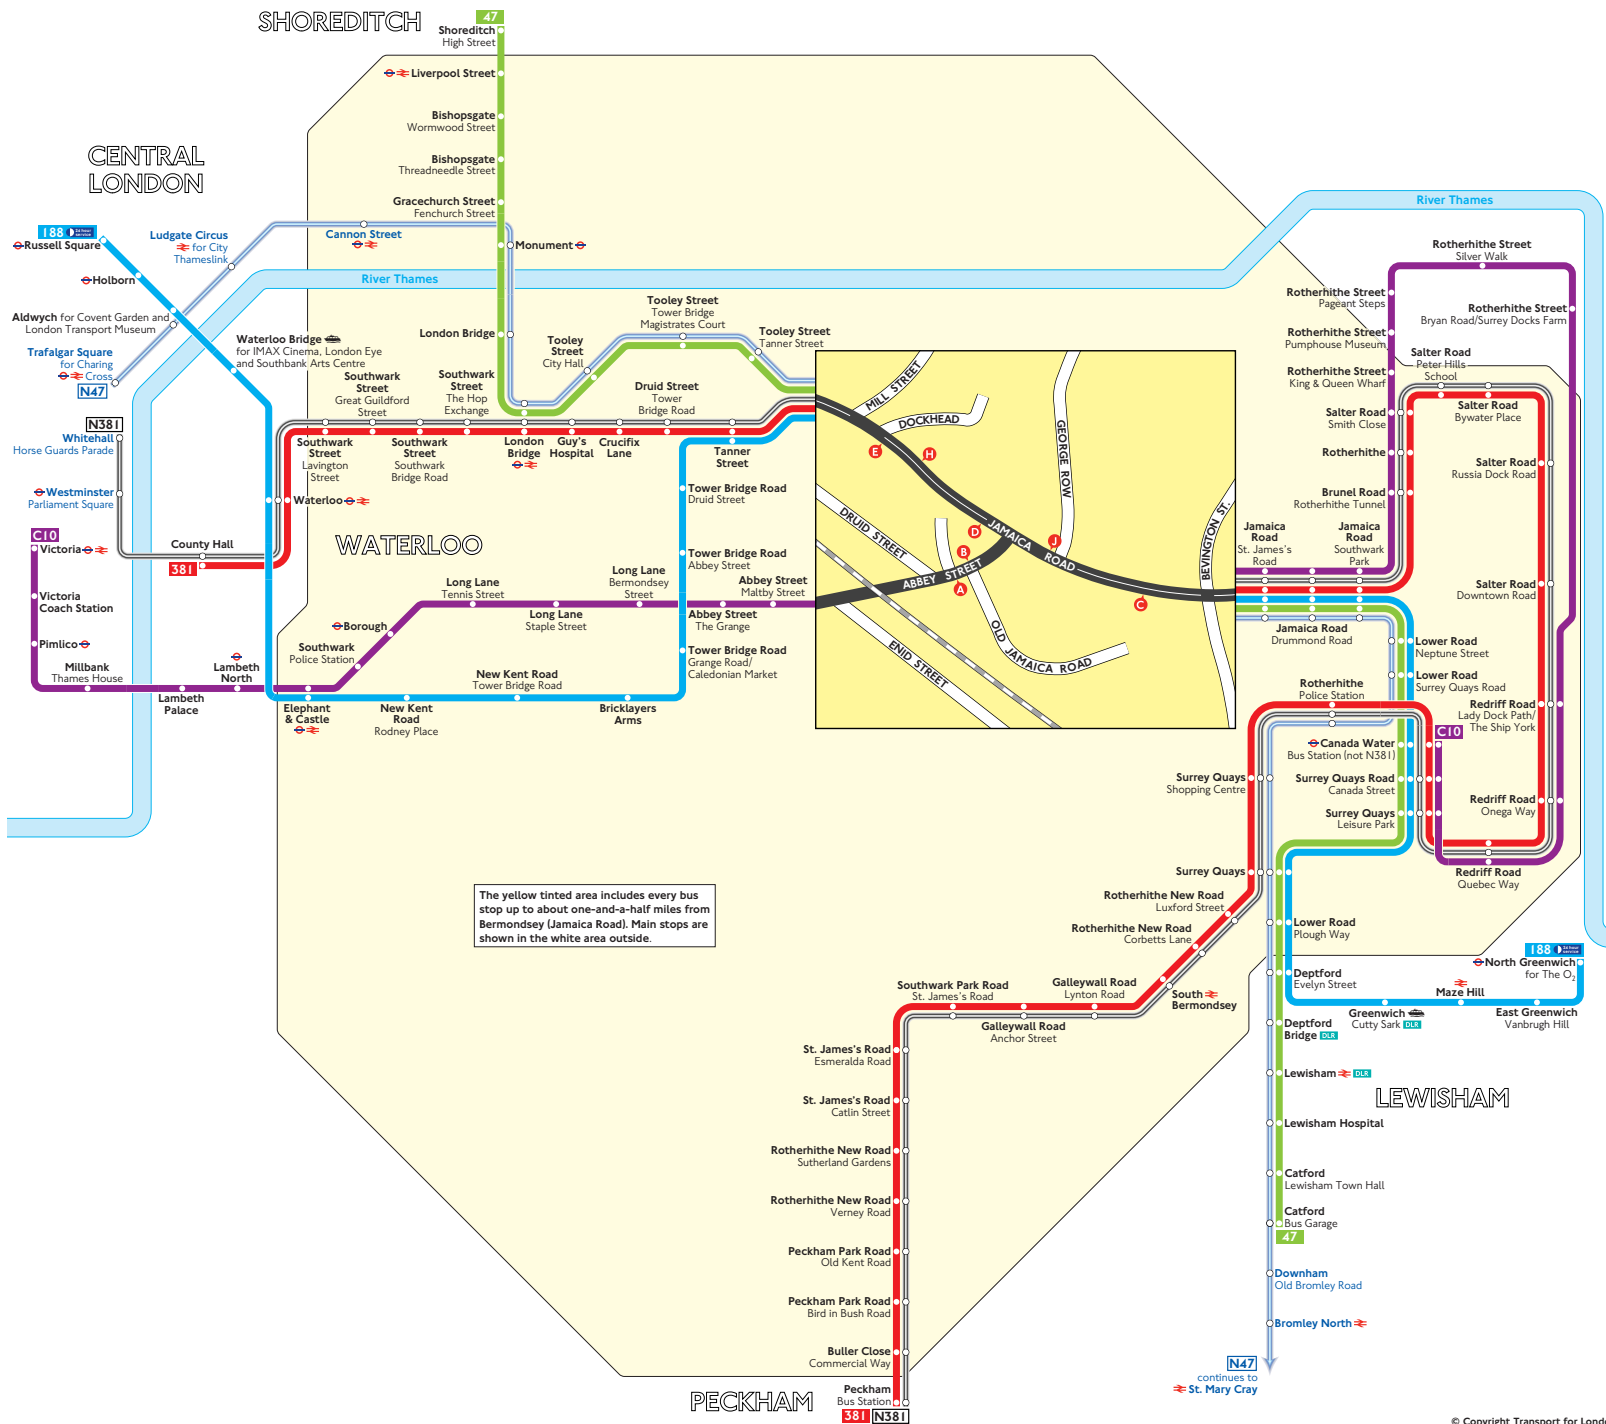 SHOREDITCH
47
Shoreditch
High Street
Liverpool Street
Bishopsgate
Wormwood Street
Bishopsgate
Threadneedle Street
Gracechurch Street
Fenchurch Street
Monument
London Bridge
CENTRAL
LONDON
188 24 hour service
Russell Square
Holborn
Aldwych for Covent Garden and
London Transport Museum
Ludgate Circus
for City
Thameslink
Cannon Street
River Thames
Trafalgar Square
for Charing
Cross
N47
Waterloo Bridge
for IMAX Cinema, London Eye
and Southbank Arts Centre
N381
Whitehall
Horse Guards Parade
Westminster
Parliament Square
County Hall
381
C10
Victoria
Victoria
Coach Station
Pimlico
Millbank
Thames House
Lambeth
Palace
Lambeth
North
Waterloo
WATERLOO
Southwark
Street
Great Guildford
Street
Southwark
Street
The Hop
Exchange
Southwark
Street
Lavington
Street
Southwark
Street
Southwark
Bridge Road
London
Bridge
Guy's
Hospital
Crucifix
Lane
Druid Street
Tower
Bridge Road
Tooley
Street
City Hall
Tooley Street
Tower Bridge
Magistrates Court
Tooley Street
Tanner Street
Tanner
Street
Tower Bridge Road
Druid Street
Tower Bridge Road
Abbey Street
Abbey Street
Maltby Street
Abbey Street
The Grange
Tower Bridge Road
Grange Road/
Caledonian Market
Long Lane
Tennis Street
Long Lane
Staple Street
Long Lane
Bermondsey
Street
Borough
Southwark
Police Station
Elephant
& Castle
New Kent
Road
Rodney Place
New Kent Road
Tower Bridge Road
Bricklayers
Arms
MILL STREET
DOCKHEAD
GEORGE ROW
BEVINGTON ST.
DRUID STREET
ABBEY STREET
JAMAICA ROAD
OLD JAMAICA ROAD
ENID STREET
E
H
D
B
A
J
C
River Thames
Rotherhithe Street
Silver Walk
Rotherhithe Street
Pageant Steps
Rotherhithe Street
Pumphouse Museum
Rotherhithe Street
King & Queen Wharf
Rotherhithe Street
Bryan Road/Surrey Docks Farm
Salter Road
Peter Hills
School
Salter Road
Bywater Place
Salter Road
Smith Close
Rotherhithe
Brunel Road
Rotherhithe Tunnel
Salter Road
Russia Dock Road
Salter Road
Downtown Road
Jamaica
Road
St. James's
Road
Jamaica
Road
Southwark
Park
Jamaica Road
Drummond Road
Lower Road
Neptune Street
Lower Road
Surrey Quays Road
Rotherhithe
Police Station
Redriff Road
Lady Dock Path/
The Ship York
C10
Canada Water
Bus Station (not N381)
Surrey Quays Road
Canada Street
Surrey Quays
Leisure Park
Redriff Road
Onega Way
Redriff Road
Quebec Way
Surrey Quays
Shopping Centre
Surrey Quays
Rotherhithe New Road
Luxford Street
Rotherhithe New Road
Corbetts Lane
South
Bermondsey
Galleywall Road
Lynton Road
Galleywall Road
Anchor Street
Southwark Park Road
St. James's Road
St. James's Road
Esmeralda Road
St. James's Road
Catlin Street
Rotherhithe New Road
Sutherland Gardens
Rotherhithe New Road
Verney Road
Peckham Park Road
Old Kent Road
Peckham Park Road
Bird in Bush Road
Buller Close
Commercial Way
Peckham
Bus Station
381 N381
PECKHAM
The yellow tinted area includes every bus
stop up to about one-and-a-half miles from
Bermondsey (Jamaica Road). Main stops are
shown in the white area outside.
Lower Road
Plough Way
Deptford
Evelyn Street
188 24 hour service
North Greenwich
for The O2
Maze Hill
Greenwich
Cutty Sark DLR
East Greenwich
Vanbrugh Hill
Deptford
Bridge DLR
Lewisham DLR
LEWISHAM
Lewisham Hospital
Catford
Lewisham Town Hall
Catford
Bus Garage
47
Downham
Old Bromley Road
Bromley North
N47
continues to
St. Mary Cray
© Copyright Transport for Lond